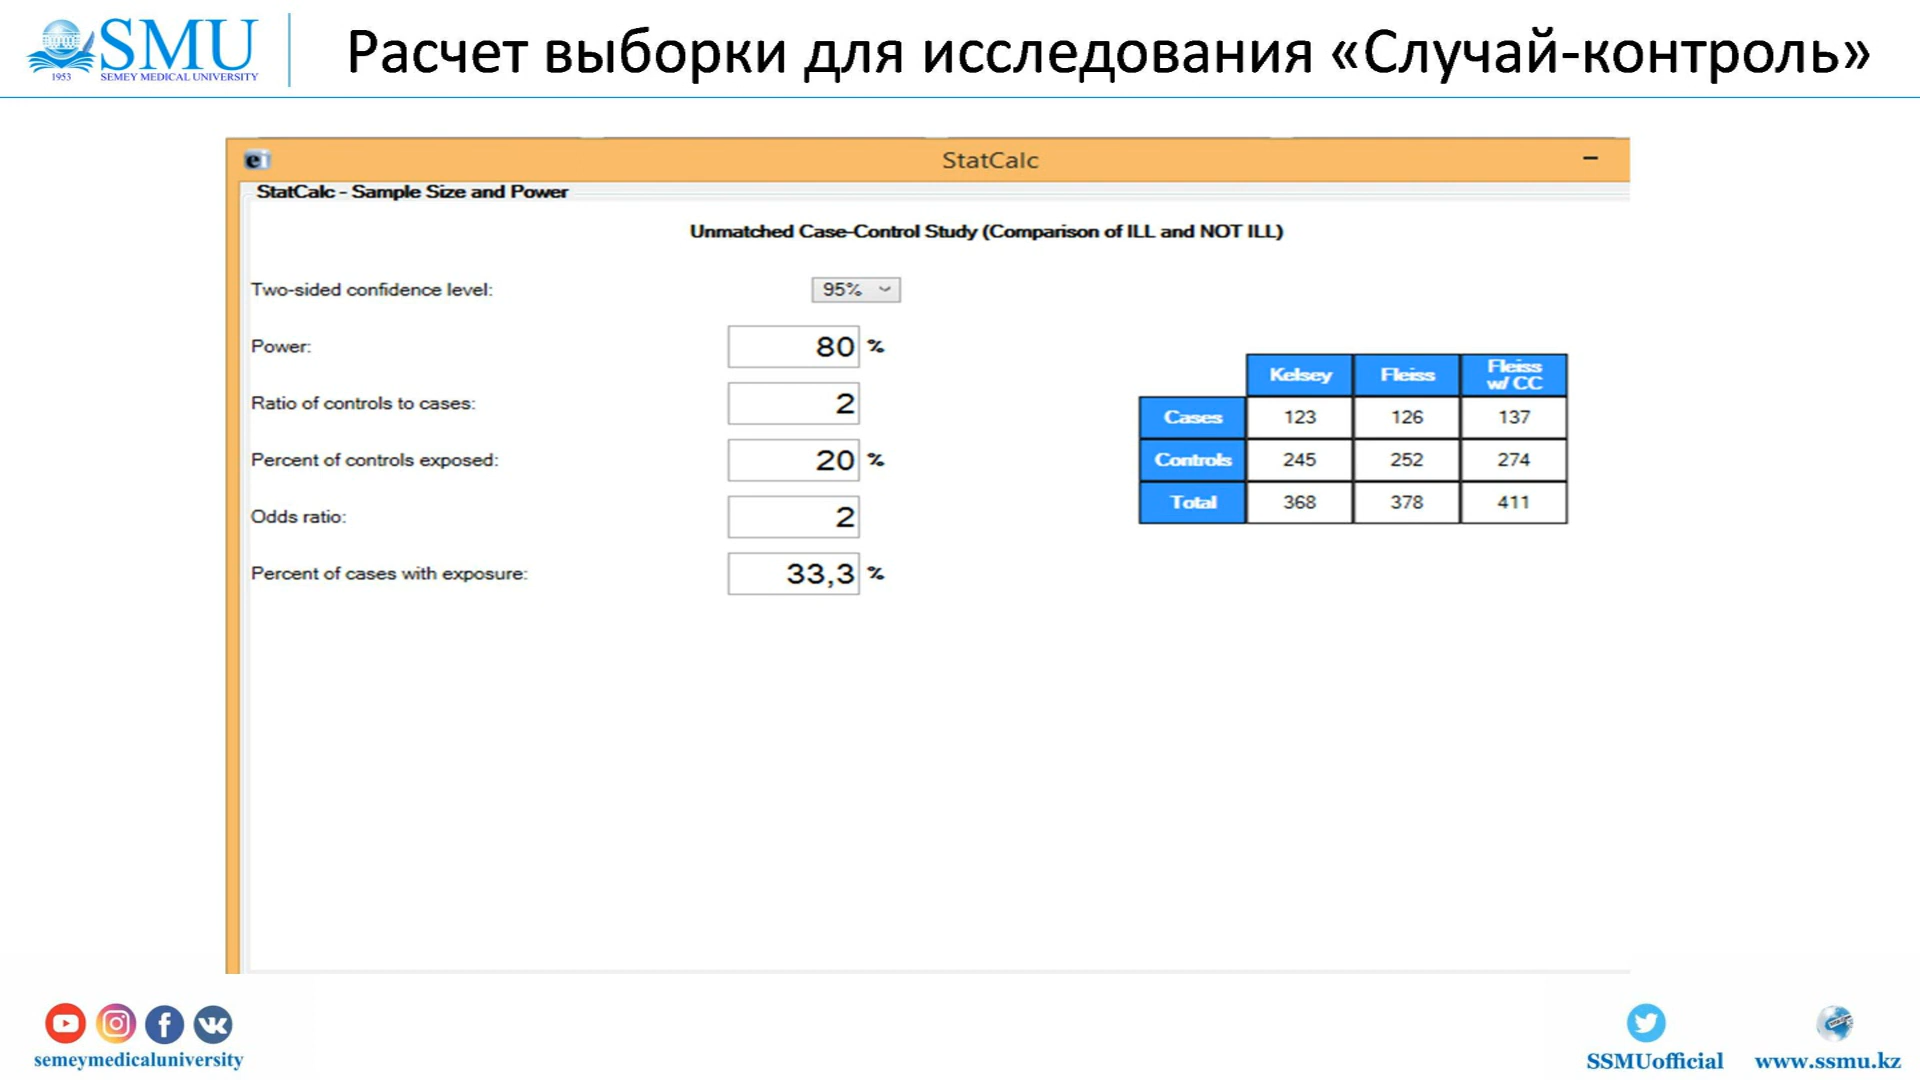 SMU
1953 SEMEY MEDICAL UNIVERSITY
Расчет выборки для исследования «Случай-контроль»
ei StatCalc
StatCalc - Sample Size and Power
Unmatched Case-Control Study (Comparison of ILL and NOT ILL)
Two-sided confidence level: 95%
Power: 80 %
Ratio of controls to cases: 2
Percent of controls exposed: 20 %
Odds ratio: 2
Percent of cases with exposure: 33,3 %
Kelsey Fleiss Fleiss w/ CC
Cases 123 126 137
Controls 245 252 274
Total 368 378 411
semeymedicaluniversity
SSMUofficial www.ssmu.kz